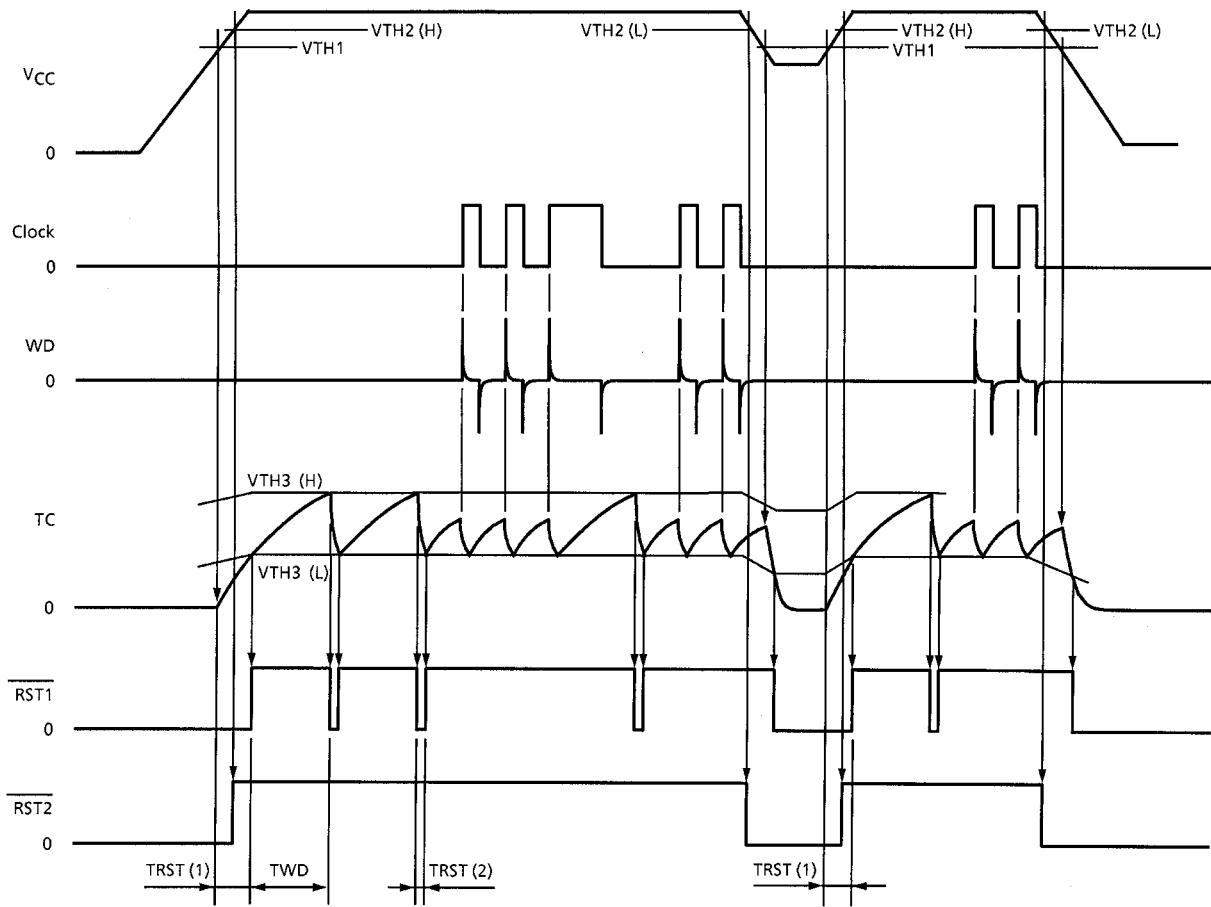 VTH2 (H) VTH2 (L) VTH2 (H) VTH2 (L)
VTH1 VTH1
VCC
0
Clock
0
WD
0
VTH3 (H)
TC
VTH3 (L)
0
RST1
0
RST2
0
TRST (1) TWD TRST (2) TRST (1)